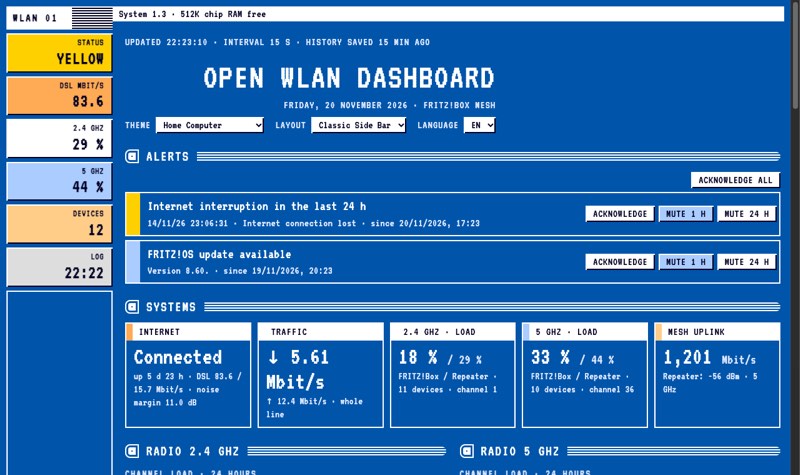 WLAN 01
System 1.3 · 512K chip RAM free
STATUS
YELLOW
DSL MBIT/S
83.6
2.4 GHZ
29 %
5 GHZ
44 %
DEVICES
12
LOG
22:22
UPDATED 22:23:10 · INTERVAL 15 S · HISTORY SAVED 15 MIN AGO
OPEN WLAN DASHBOARD
FRIDAY, 20 NOVEMBER 2026 · FRITZ!BOX MESH
THEME Home Computer LAYOUT Classic Side Bar LANGUAGE EN
ALERTS
ACKNOWLEDGE ALL
Internet interruption in the last 24 h
14/11/26 23:06:31 · Internet connection lost · since 20/11/2026, 17:23
ACKNOWLEDGE MUTE 1 H MUTE 24 H
FRITZ!OS update available
Version 8.60. · since 19/11/2026, 20:23
ACKNOWLEDGE MUTE 1 H MUTE 24 H
SYSTEMS
INTERNET
Connected
up 5 d 23 h · DSL 83.6 /
15.7 Mbit/s · noise
margin 11.0 dB
TRAFFIC
↓ 5.61
Mbit/s
↑ 12.4 Mbit/s · whole
line
2.4 GHZ · LOAD
18 % / 29 %
FRITZ!Box / Repeater ·
11 devices · channel 1
5 GHZ · LOAD
33 % / 44 %
FRITZ!Box / Repeater ·
10 devices · channel 36
MESH UPLINK
1,201 Mbit/s
Repeater: -56 dBm · 5
GHz
RADIO 2.4 GHZ
CHANNEL LOAD · 24 HOURS
RADIO 5 GHZ
CHANNEL LOAD · 24 HOURS